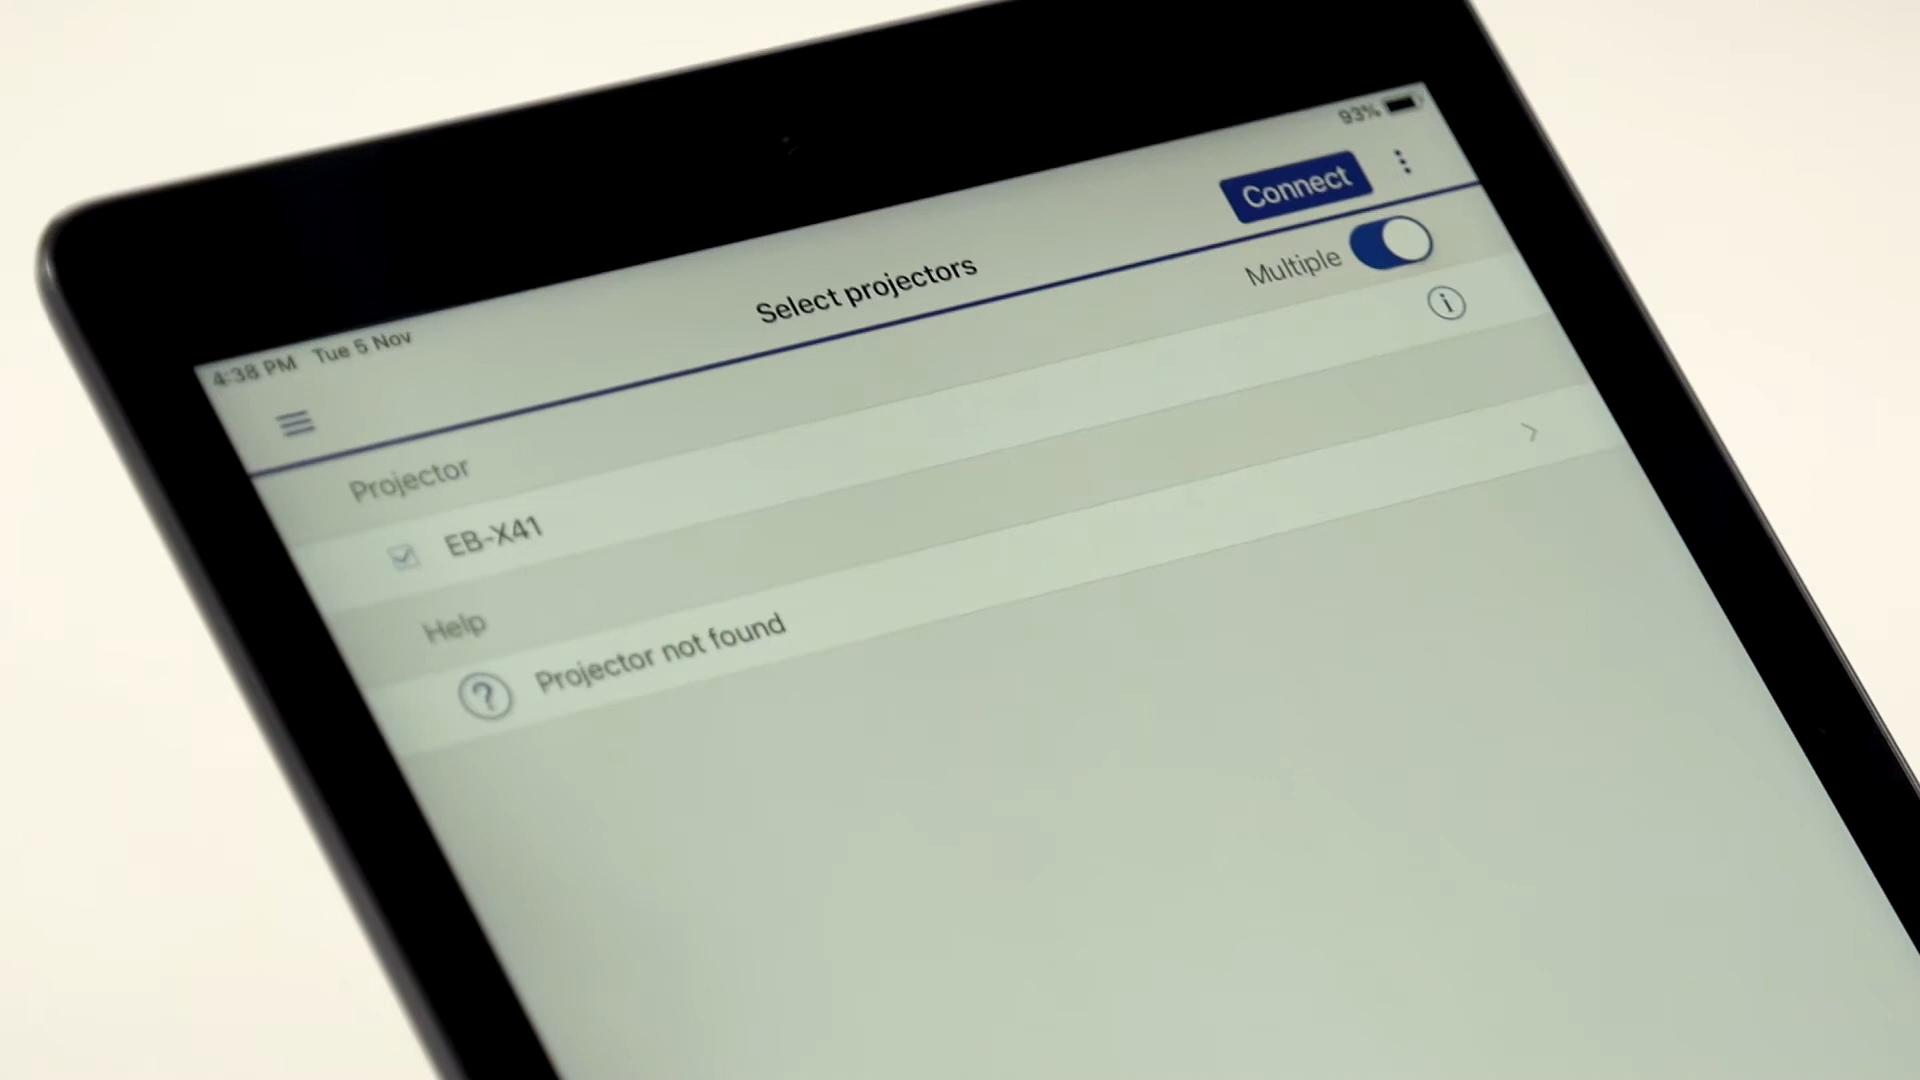 4:38 PM Tue 5 Nov
93%
Select projectors
Connect
Projector
Multiple
EB-X41
Help
Projector not found